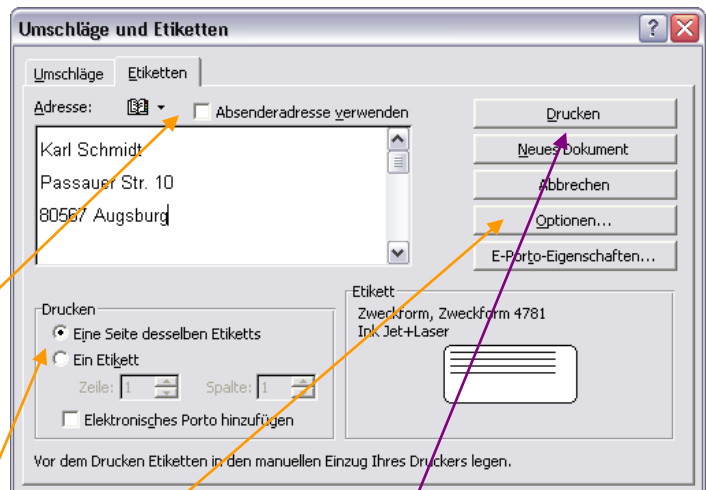 Umschläge und Etiketten
Umschläge Etiketten
Adresse: Absenderadresse verwenden
Karl Schmidt
Passauer Str. 10
80567 Augsburg
Drucken
Neues Dokument
Abbrechen
Optionen...
E-Porto-Eigenschaften...
Drucken
Eine Seite desselben Etiketts
Ein Etikett
Zeile: 1 Spalte: 1
Elektronisches Porto hinzufügen
Etikett
Zweckform, Zweckform 4781
Ink Jet+Laser
Vor dem Drucken Etiketten in den manuellen Einzug Ihres Druckers legen.